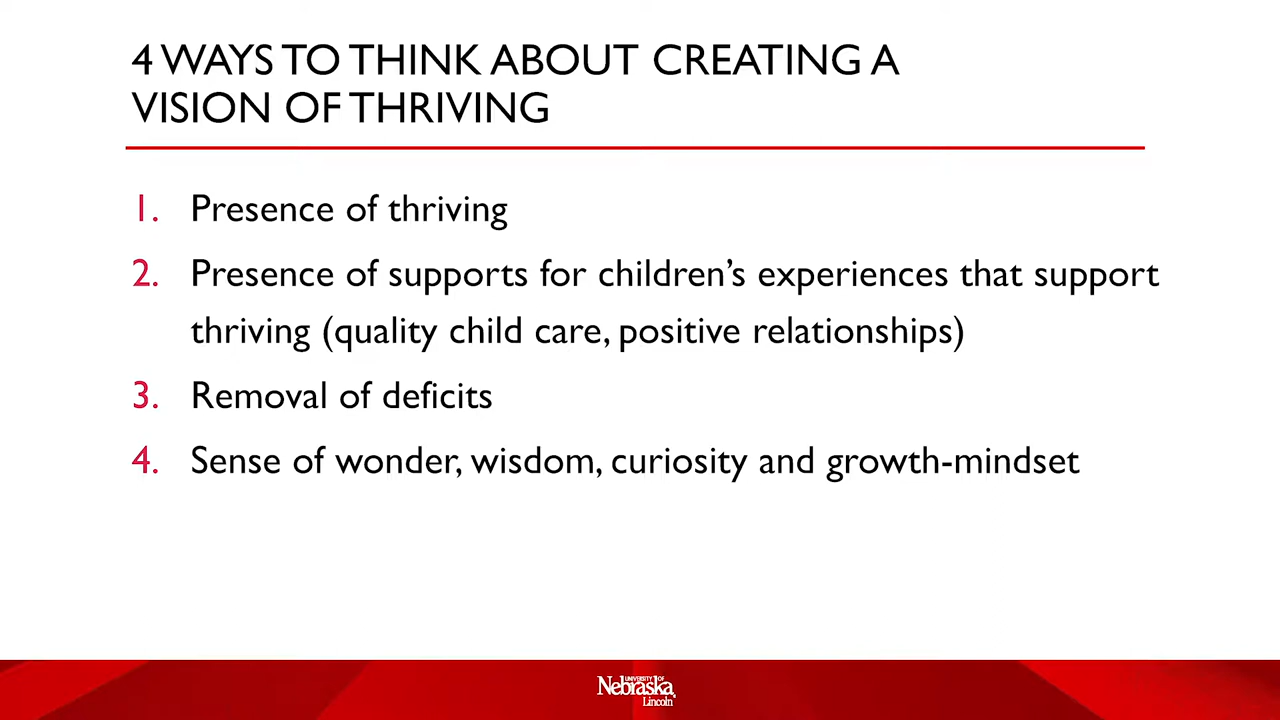 4 WAYS TO THINK ABOUT CREATING A
VISION OF THRIVING
1. Presence of thriving
2. Presence of supports for children’s experiences that support
thriving (quality child care, positive relationships)
3. Removal of deficits
4. Sense of wonder, wisdom, curiosity and growth-mindset
UNIVERSITY OF
Nebraska
Lincoln